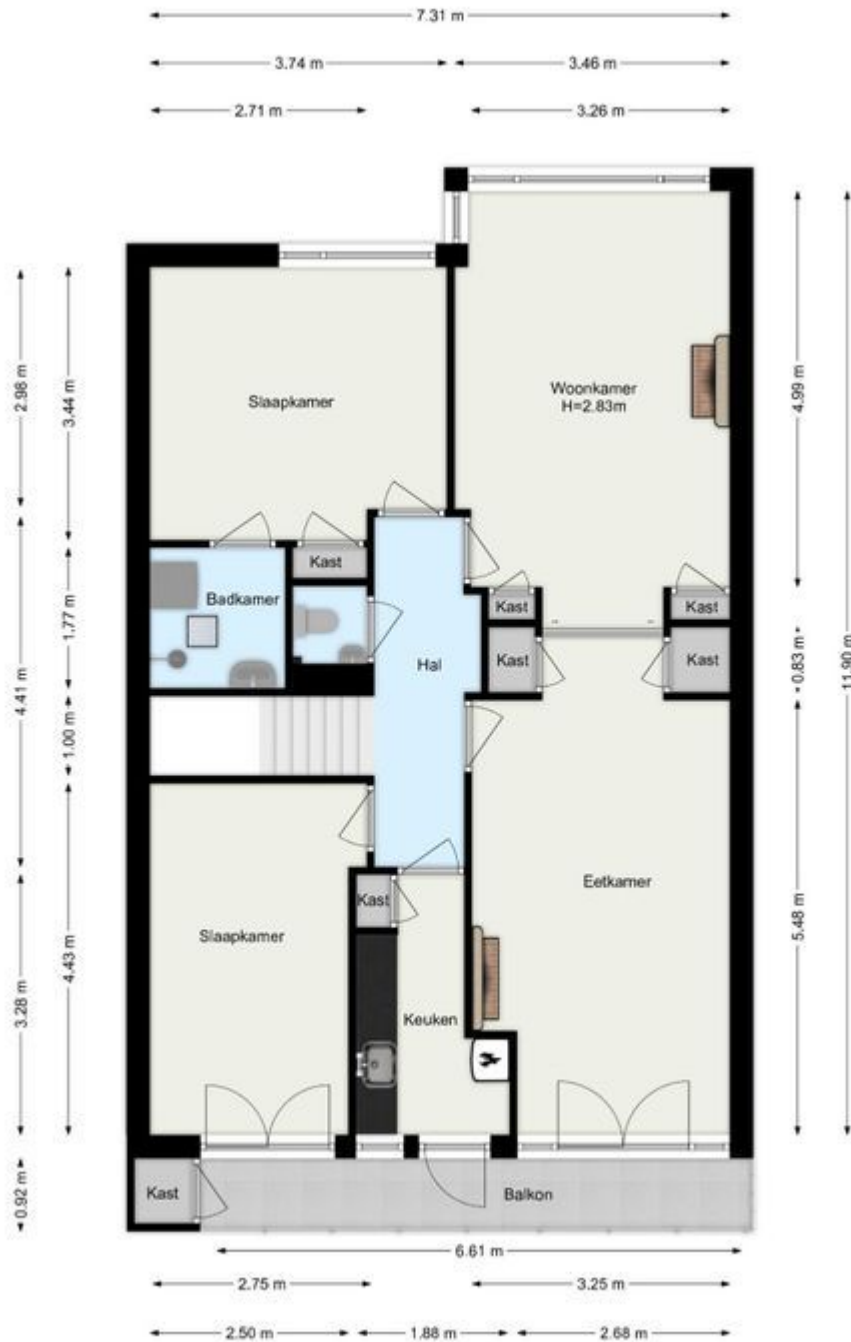 7.31 m
3.74 m
3.46 m
2.71 m
3.26 m
2.98 m
3.44 m
4.99 m
11.90 m
Slaapkamer
Woonkamer
H=2.83m
Kast
Badkamer
Kast
Kast
1.77 m
Hal
Kast
Kast
0.83 m
4.41 m
1.00 m
Eetkamer
Kast
5.48 m
Slaapkamer
4.43 m
3.28 m
Keuken
0.92 m
Kast
Balkon
6.61 m
2.75 m
3.25 m
2.50 m
1.88 m
2.68 m